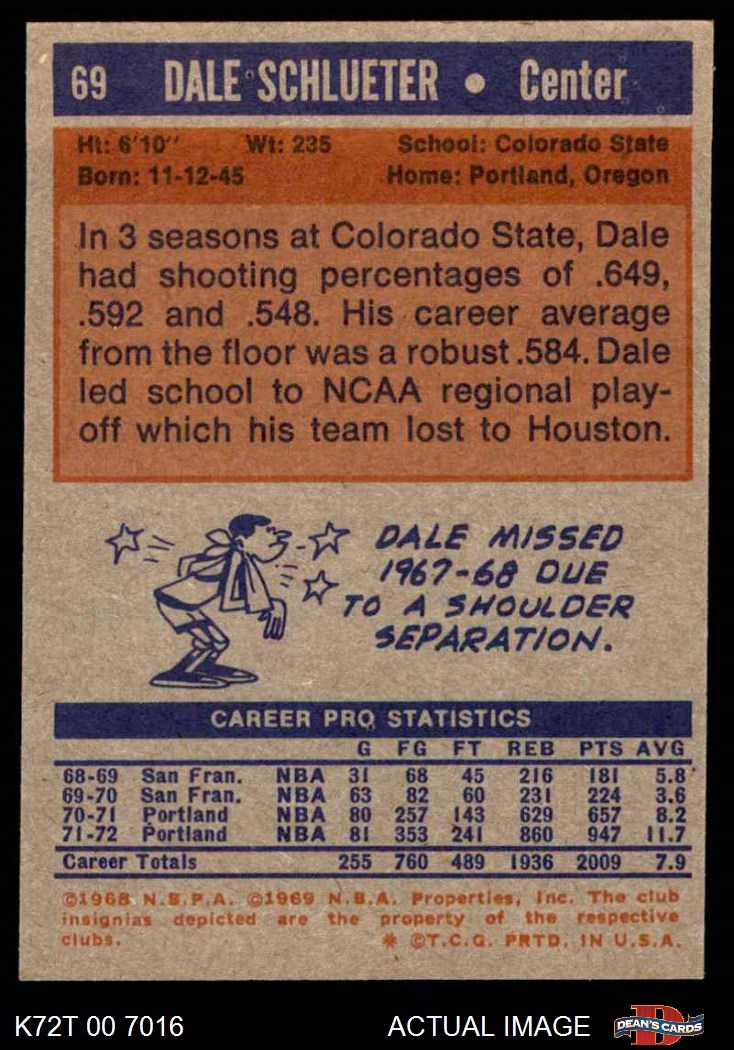 69 DALE SCHLUETER • Center
Ht: 6'10" Wt: 235 School: Colorado State
Born: 11-12-45 Home: Portland, Oregon
In 3 seasons at Colorado State, Dale
had shooting percentages of .649,
.592 and .548. His career average
from the floor was a robust .584. Dale
led school to NCAA regional play-
off which his team lost to Houston.
DALE MISSED
1967-68 DUE
TO A SHOULDER
SEPARATION.
CAREER PRO STATISTICS
G FG FT REB PTS AVG
68-69 San Fran. NBA 31 68 45 216 181 5.8
69-70 San Fran. NBA 63 82 60 231 224 3.6
70-71 Portland NBA 80 257 143 629 657 8.2
71-72 Portland NBA 81 353 241 860 947 11.7
Career Totals 255 760 489 1936 2009 7.9
©1968 N.B.P.A. ©1969 N.B.A. Properties, Inc. The club
insignias depicted are the property of the respective
clubs. * ©T.C.G. PRTD. IN U.S.A.
K72T 00 7016 ACTUAL IMAGE D DEAN'S CARDS